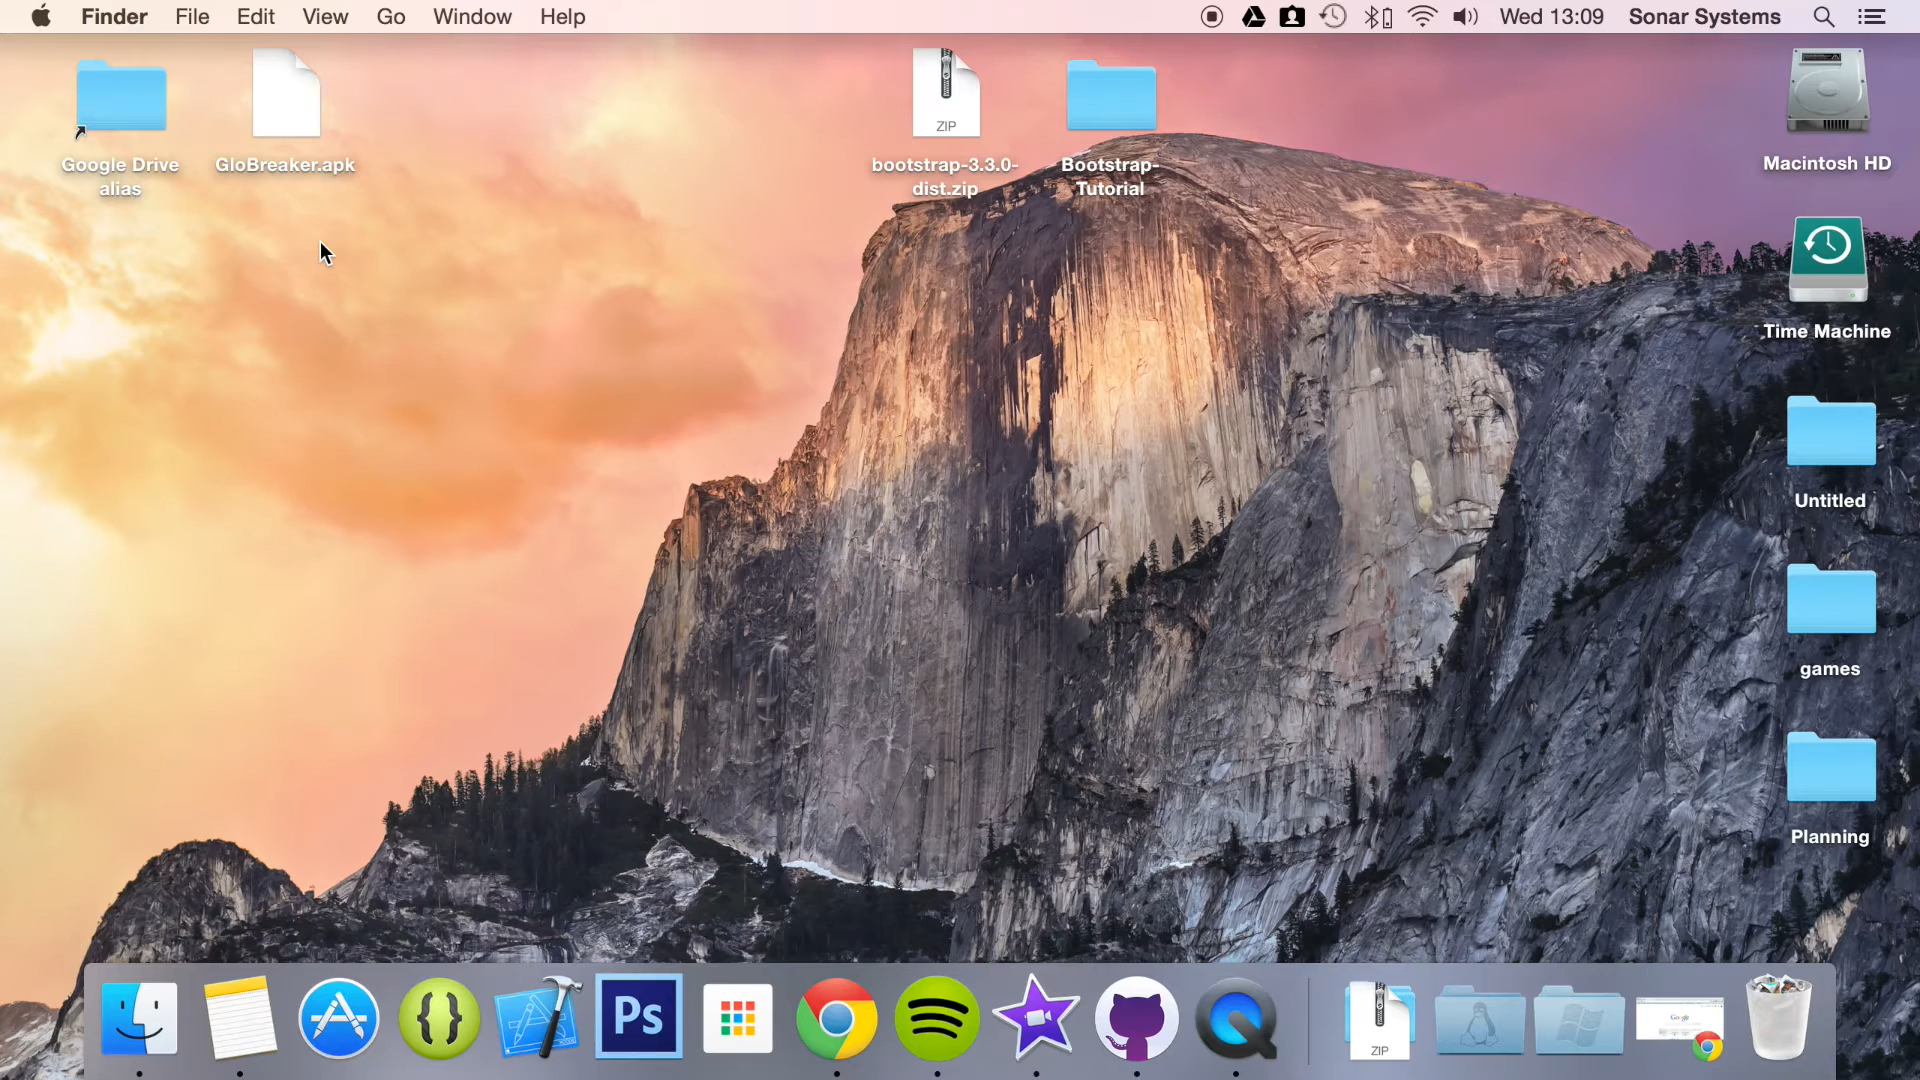 Finder File Edit View Go Window Help Wed 13:09 Sonar Systems
Google Drive
alias
GloBreaker.apk
ZIP
bootstrap-3.3.0-
dist.zip
Bootstrap-
Tutorial
Macintosh HD
Time Machine
Untitled
games
Planning
{}
Ps
ZIP
Google